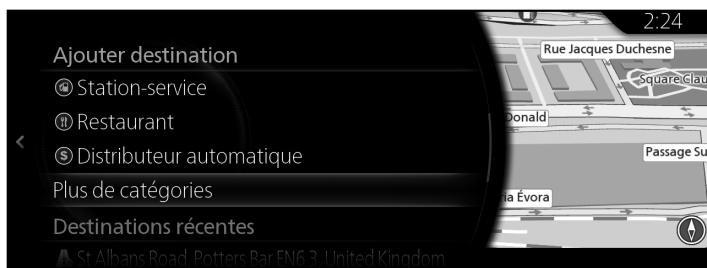 2:24
Ajouter destination
Station-service
Restaurant
Distributeur automatique
Plus de catégories
Destinations récentes
St Albans Road, Potters Bar EN6 3, United Kingdom
Rue Jacques Duchesne
Square Clau
Donald
Passage Su
ia Évora